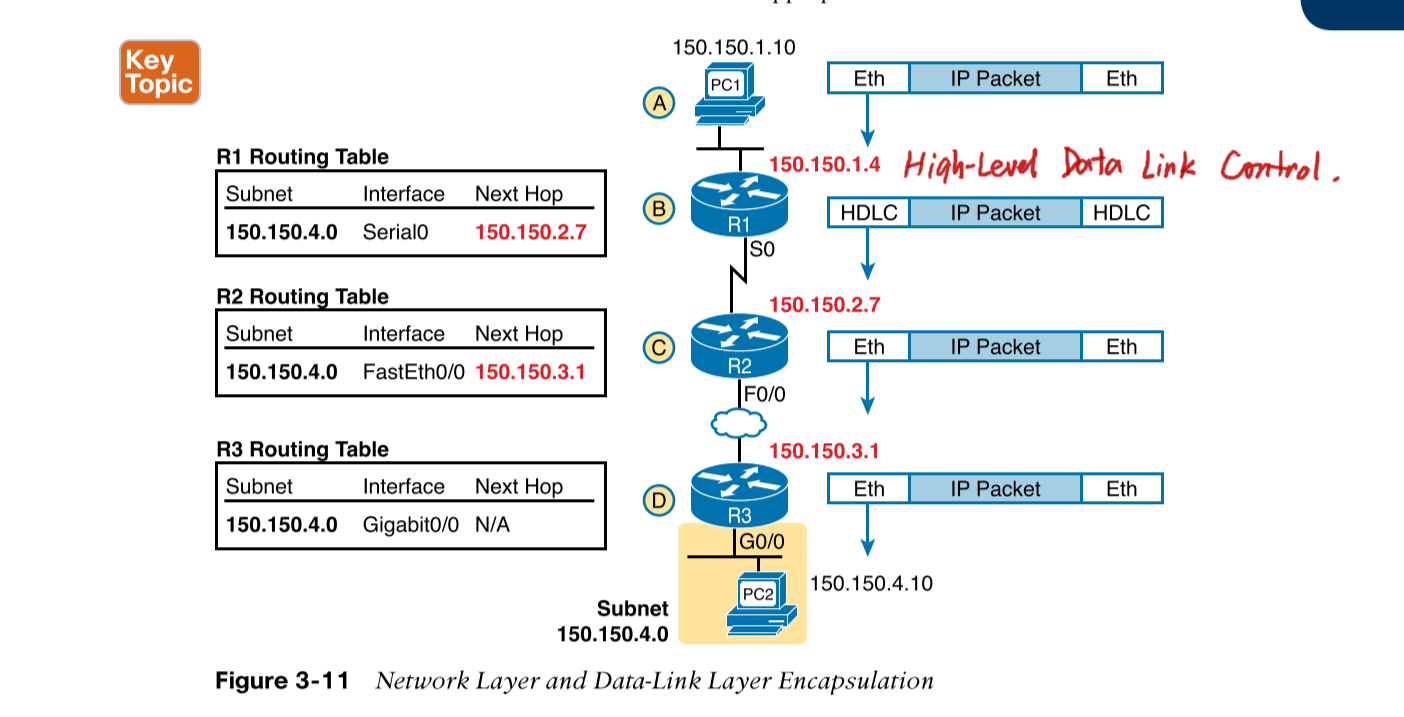 Key
Topic
150.150.1.10
PC1
A
Eth IP Packet Eth
150.150.1.4 High-Level Data Link Control.
R1 Routing Table
Subnet Interface Next Hop
150.150.4.0 Serial0 150.150.2.7
B
R1
HDLC IP Packet HDLC
S0
150.150.2.7
R2 Routing Table
Subnet Interface Next Hop
150.150.4.0 FastEth0/0 150.150.3.1
C
R2
Eth IP Packet Eth
F0/0
150.150.3.1
R3 Routing Table
Subnet Interface Next Hop
150.150.4.0 Gigabit0/0 N/A
D
R3
Eth IP Packet Eth
G0/0
PC2
150.150.4.10
Subnet
150.150.4.0
Figure 3-11 Network Layer and Data-Link Layer Encapsulation